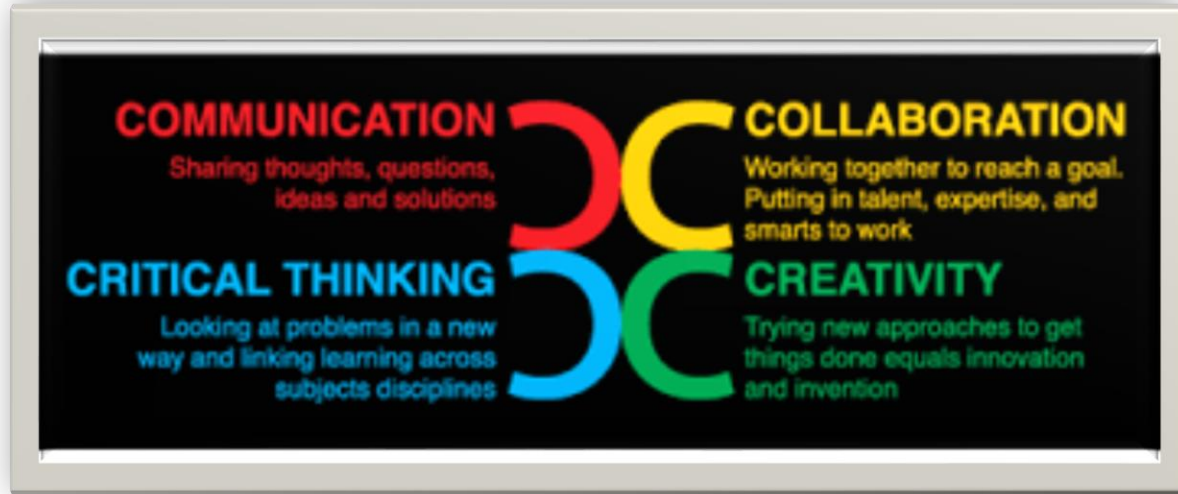 COMMUNICATION
Sharing thoughts, questions,
ideas and solutions
COLLABORATION
Working together to reach a goal.
Putting in talent, expertise, and
smarts to work
CRITICAL THINKING
Looking at problems in a new
way and linking learning across
subjects disciplines
CREATIVITY
Trying new approaches to get
things done equals innovation
and invention